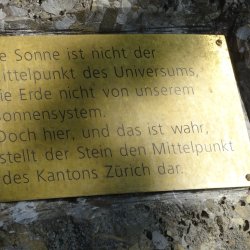 e Sonne ist nicht der
ittelpunkt des Universums,
ie Erde nicht von unserem
onnensystem.
Doch hier, und das ist wahr,
stellt der Stein den Mittelpunkt
des Kantons Zürich dar.